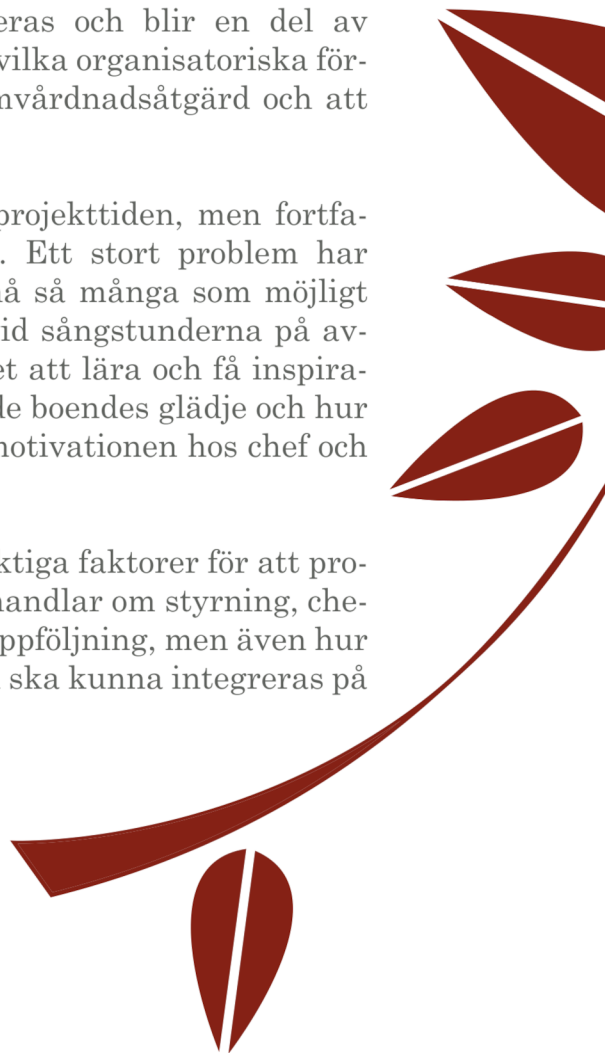 eras och blir en del av
vilka organisatoriska för-
mvårdnadsåtgärd och att
projekttiden, men fortfa-
. Ett stort problem har
nå så många som möjligt
id sångstunderna på av-
et att lära och få inspira-
de boendes glädje och hur
motivationen hos chef och
ktiga faktorer för att pro-
handlar om styrning, che-
ppföljning, men även hur
ska kunna integreras på